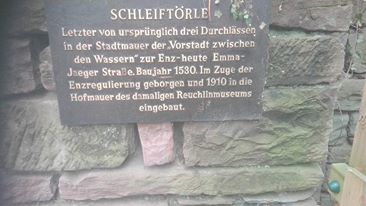 SCHLEIFTÖRLE
Letzter von ursprünglich drei Durchlässen
in der Stadtmauer der „Vorstadt zwischen
den Wassern" zur Enz-heute Emma-
Jaeger Straße. Baujahr 1530. Im Zuge der
Enzregulierung geborgen und 1910 in die
Hofmauer des damaligen Reuchlinmuseums
eingebaut.